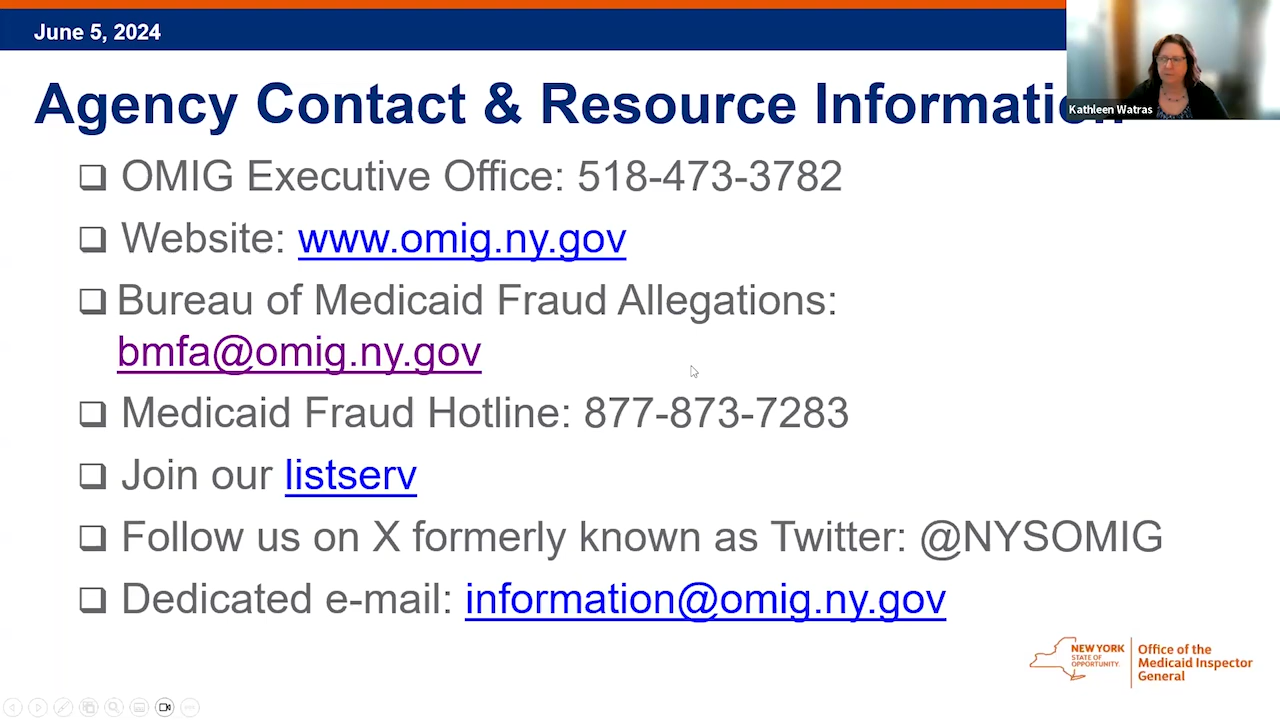 June 5, 2024
Kathleen Watras
Agency Contact & Resource Information
OMIG Executive Office: 518-473-3782
Website: www.omig.ny.gov
Bureau of Medicaid Fraud Allegations:
bmfa@omig.ny.gov
Medicaid Fraud Hotline: 877-873-7283
Join our listserv
Follow us on X formerly known as Twitter: @NYSOMIG
Dedicated e-mail: information@omig.ny.gov
NEW YORK
STATE OF
OPPORTUNITY.
Office of the
Medicaid Inspector
General